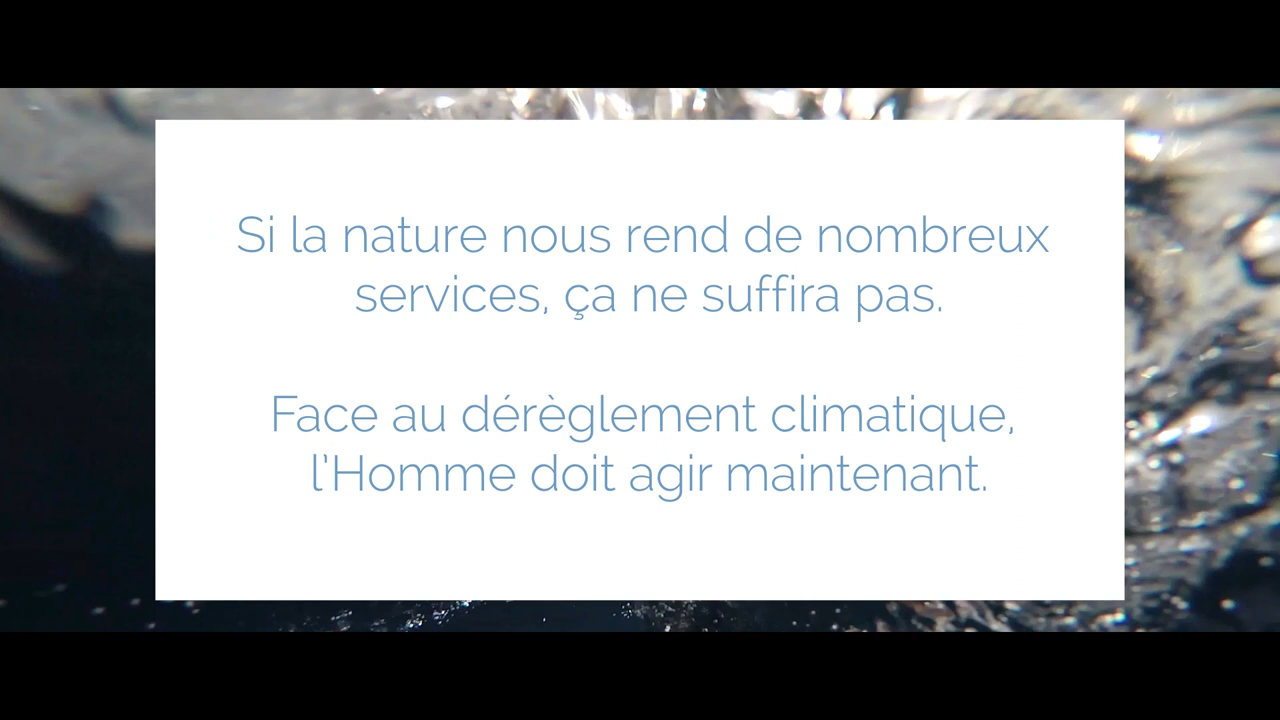 Si la nature nous rend de nombreux
services, ça ne suffira pas.
Face au dérèglement climatique,
l'Homme doit agir maintenant.